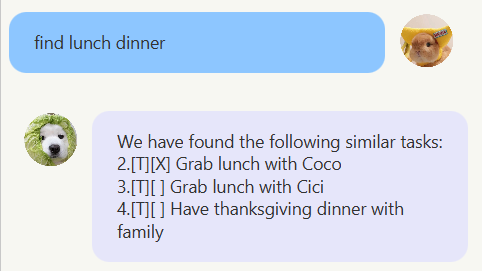 find lunch dinner
We have found the following similar tasks:
2.[T][X] Grab lunch with Coco
3.[T][ ] Grab lunch with Cici
4.[T][ ] Have thanksgiving dinner with
family